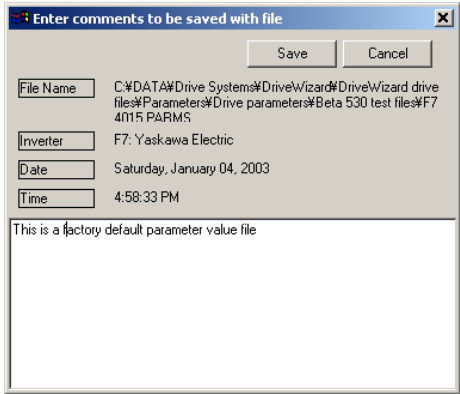 Enter comments to be saved with file
Save Cancel
File Name C:¥DATA¥Drive Systems¥DriveWizard¥DriveWizard drive
files¥Parameters¥Drive parameters¥Beta 530 test files¥F7
4015 PARMS
Inverter F7: Yaskawa Electric
Date Saturday, January 04, 2003
Time 4:58:33 PM
This is a factory default parameter value file